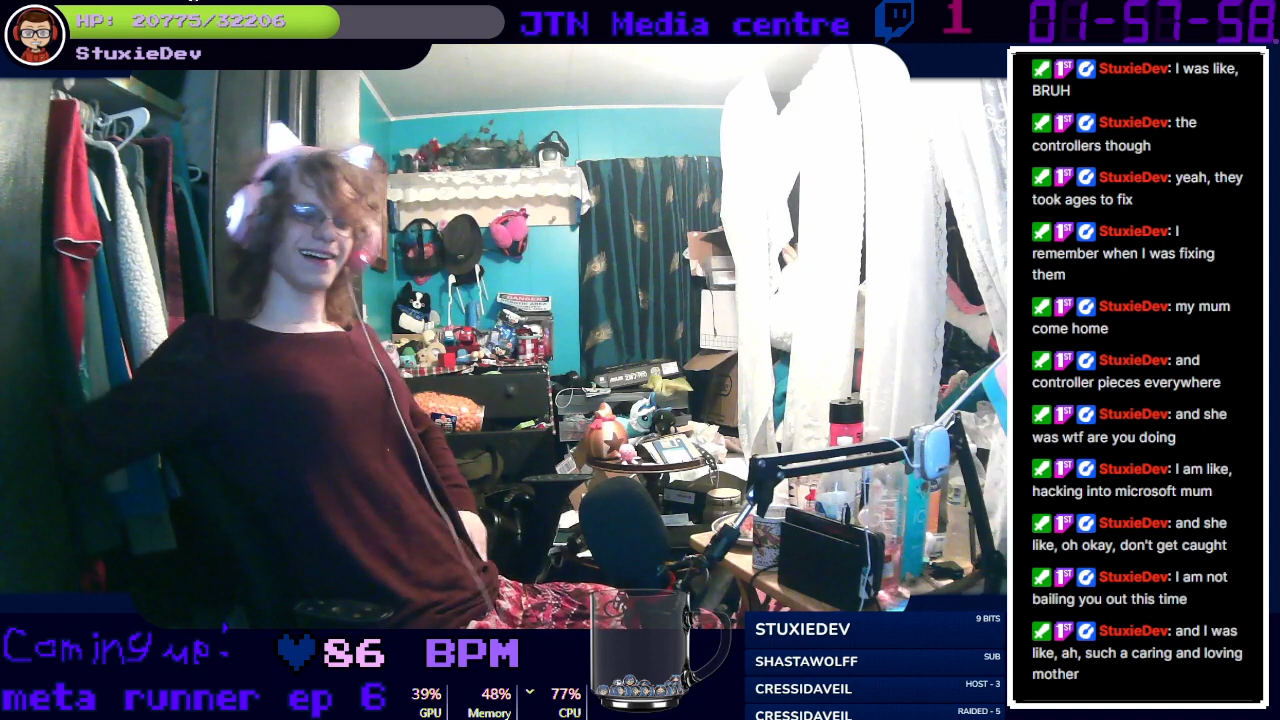 HP: 20775/32206
StuxieDev
JTN Media centre
1
01-57-58
StuxieDev: I was like,
BRUH
StuxieDev: the
controllers though
StuxieDev: yeah, they
took ages to fix
StuxieDev: I
remember when I was fixing
them
StuxieDev: my mum
come home
StuxieDev: and
controller pieces everywhere
StuxieDev: and she
was wtf are you doing
StuxieDev: I am like,
hacking into microsoft mum
StuxieDev: and she
like, oh okay, don't get caught
StuxieDev: I am not
bailing you out this time
StuxieDev: and I was
like, ah, such a caring and loving
mother
DANGER
Coming up:
meta runner ep 6
86 BPM
39% 48% 77%
GPU Memory CPU
STUXIEDEV 9 BITS
SHASTAWOLFF SUB
CRESSIDAVEIL HOST - 3
CRESSIDAVEIL RAIDED - 5